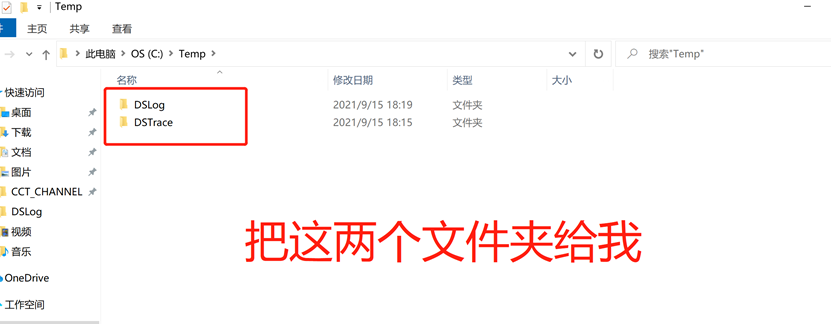 Temp
主页 共享 查看
此电脑 OS (C:) Temp 搜索"Temp"
名称 修改日期 类型 大小
快速访问
桌面
下载
文档
图片
CCT_CHANNEL
DSLog
视频
音乐
OneDrive
工作空间
DSLog 2021/9/15 18:19 文件夹
DSTrace 2021/9/15 18:15 文件夹
把这两个文件夹给我